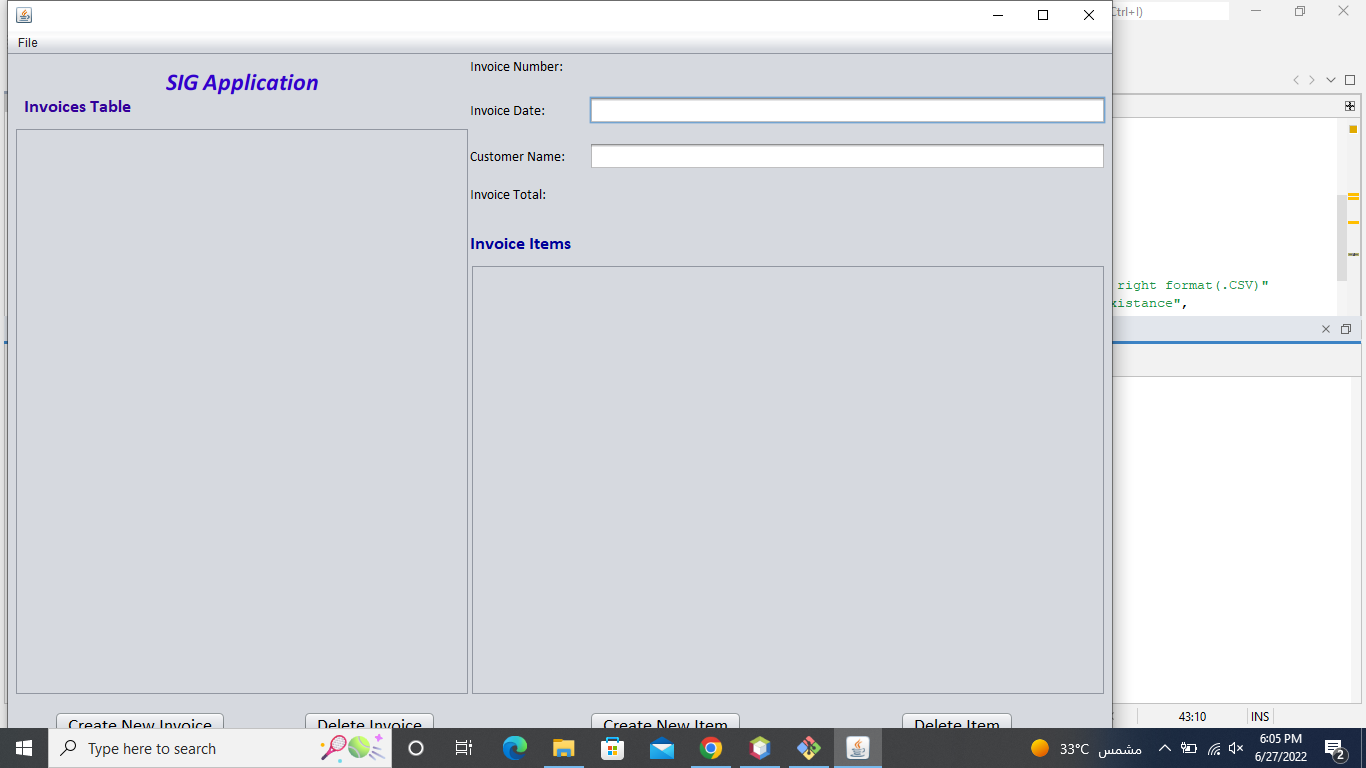 Ctrl+I)
File
SIG Application
Invoices Table
Invoice Number:
Invoice Date:
Customer Name:
Invoice Total:
Invoice Items
right format(.CSV)"
xistance",
Create New Invoice
Delete Invoice
Create New Item
Delete Item
43:10
INS
Type here to search
33°C
مشمس
6:05 PM
6/27/2022
2